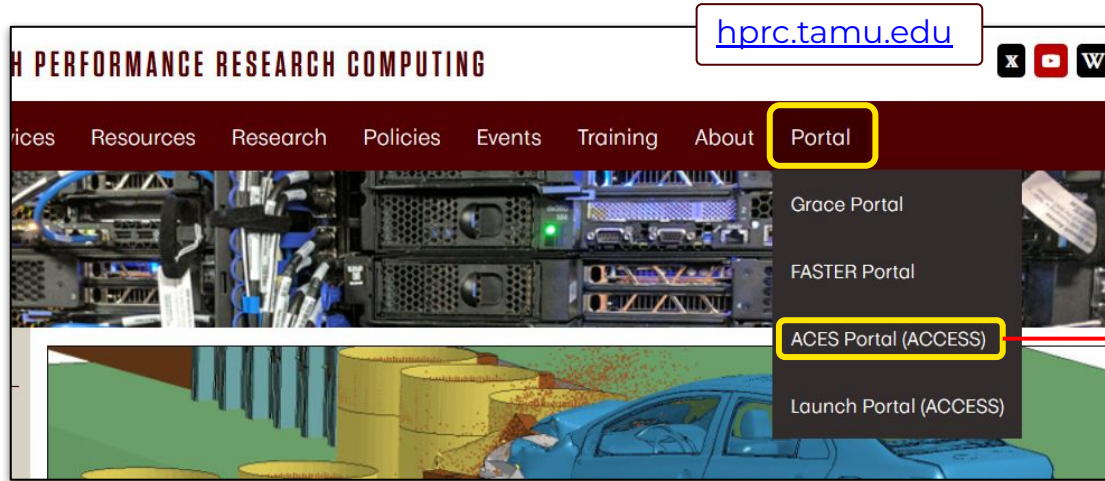 hprc.tamu.edu
H PERFORMANCE RESEARCH COMPUTING
X
W
vices Resources Research Policies Events Training About Portal
Grace Portal
FASTER Portal
ACES Portal (ACCESS)
Launch Portal (ACCESS)